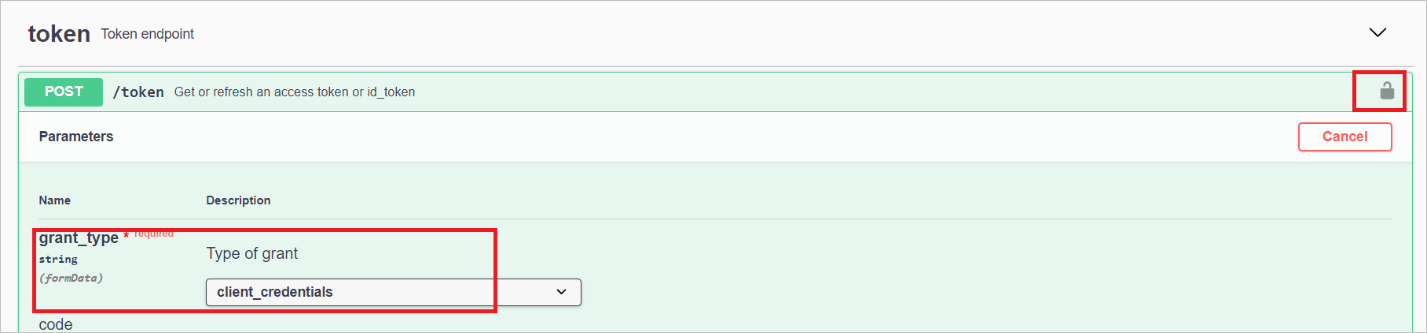 token Token endpoint
POST /token Get or refresh an access token or id_token
Parameters Cancel
Name Description
grant_type * required
Type of grant
string
(formData)
client_credentials
code